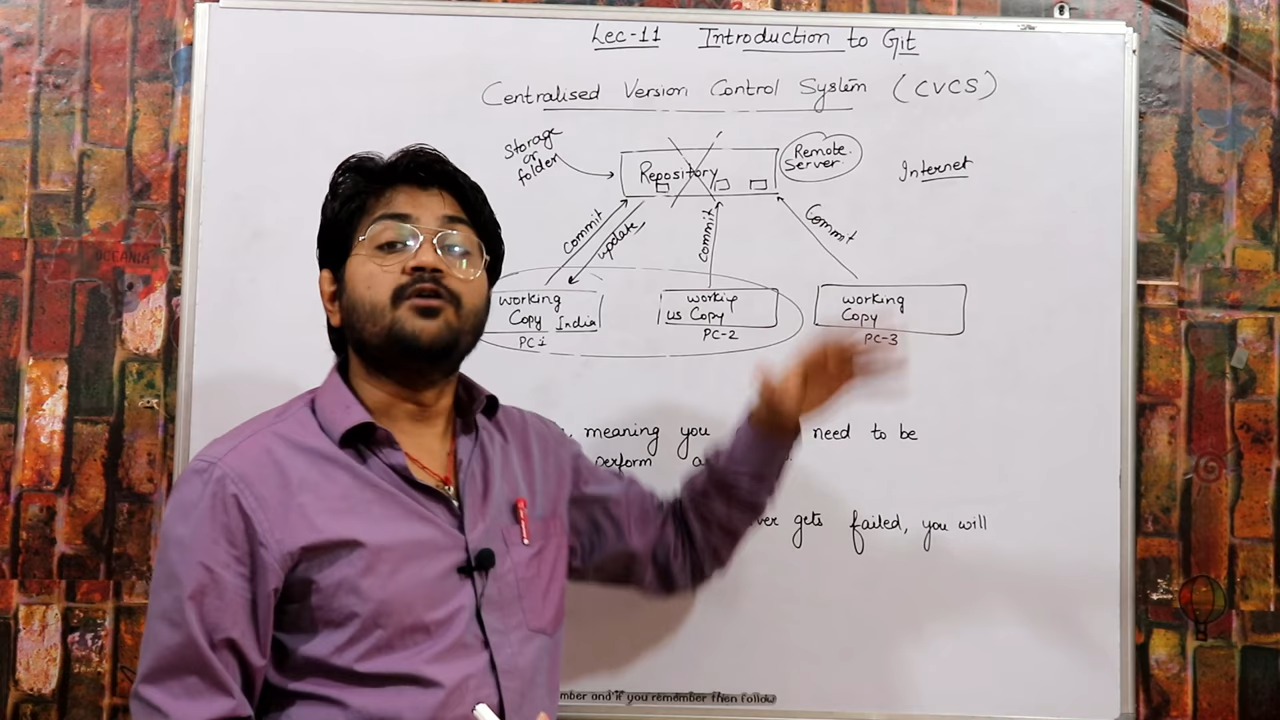 Lec-11 Introduction to Git
Centralised Version Control System (CVCS)
Storage
or
folder
Repository
Remote
Server
Internet
Commit
update
commit
Commit
working
Copy India
PC 1
workig
US Copy
PC-2
working
Copy
PC-3
meaning you need to be
perform
gets failed, you will
mber and if you remember then follow
OCEANIA